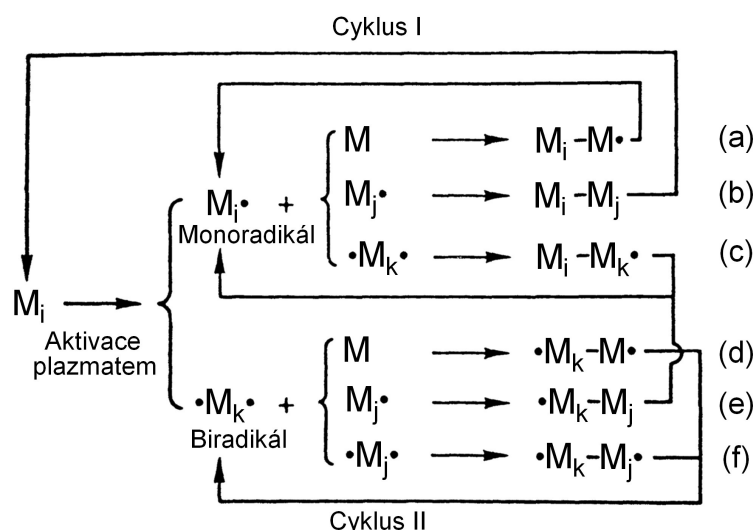 Cyklus I
M → Mᵢ–M• (a)
Mᵢ• + Mⱼ• → Mᵢ–Mⱼ (b)
Monoradikál
•Mₖ• → Mᵢ–Mₖ• (c)
Mᵢ →
Aktivace
plazmatem
M → •Mₖ–M• (d)
•Mₖ• + Mⱼ• → •Mₖ–Mⱼ (e)
Biradikál
•Mⱼ• → •Mₖ–Mⱼ• (f)
Cyklus II